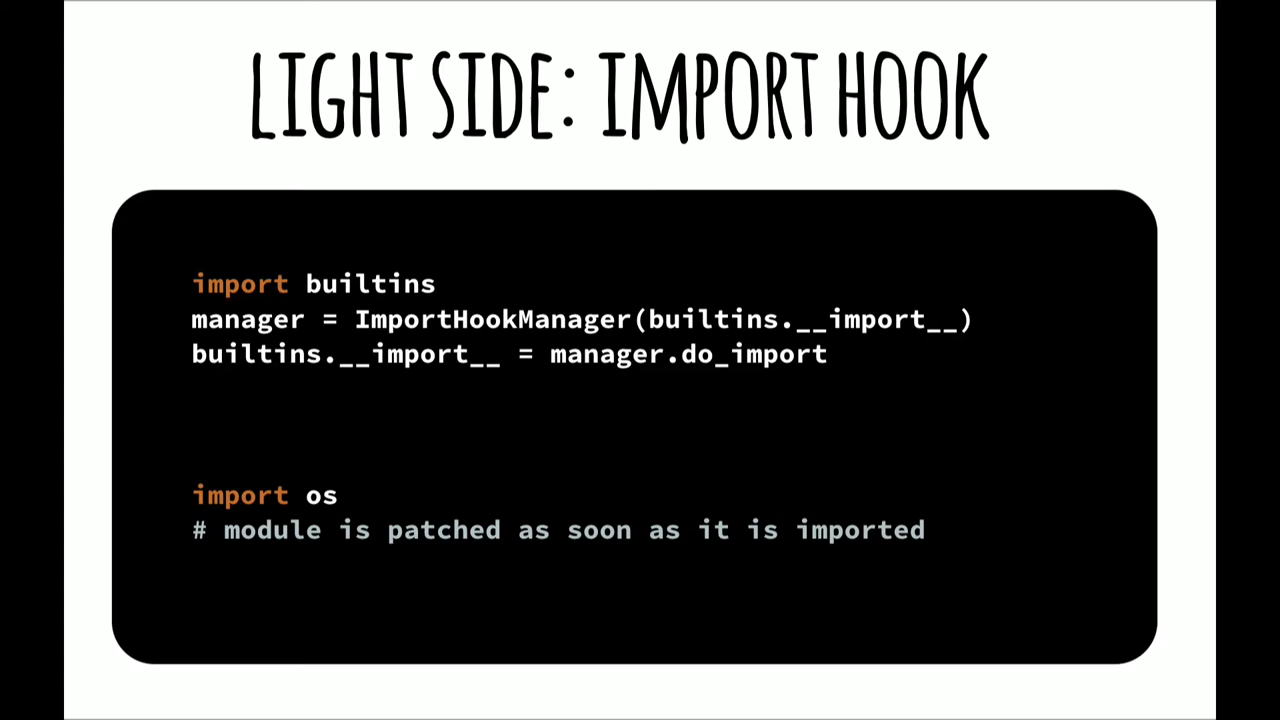 LIGHT SIDE: IMPORT HOOK
import builtins
manager = ImportHookManager(builtins.__import__)
builtins.__import__ = manager.do_import
import os
# module is patched as soon as it is imported